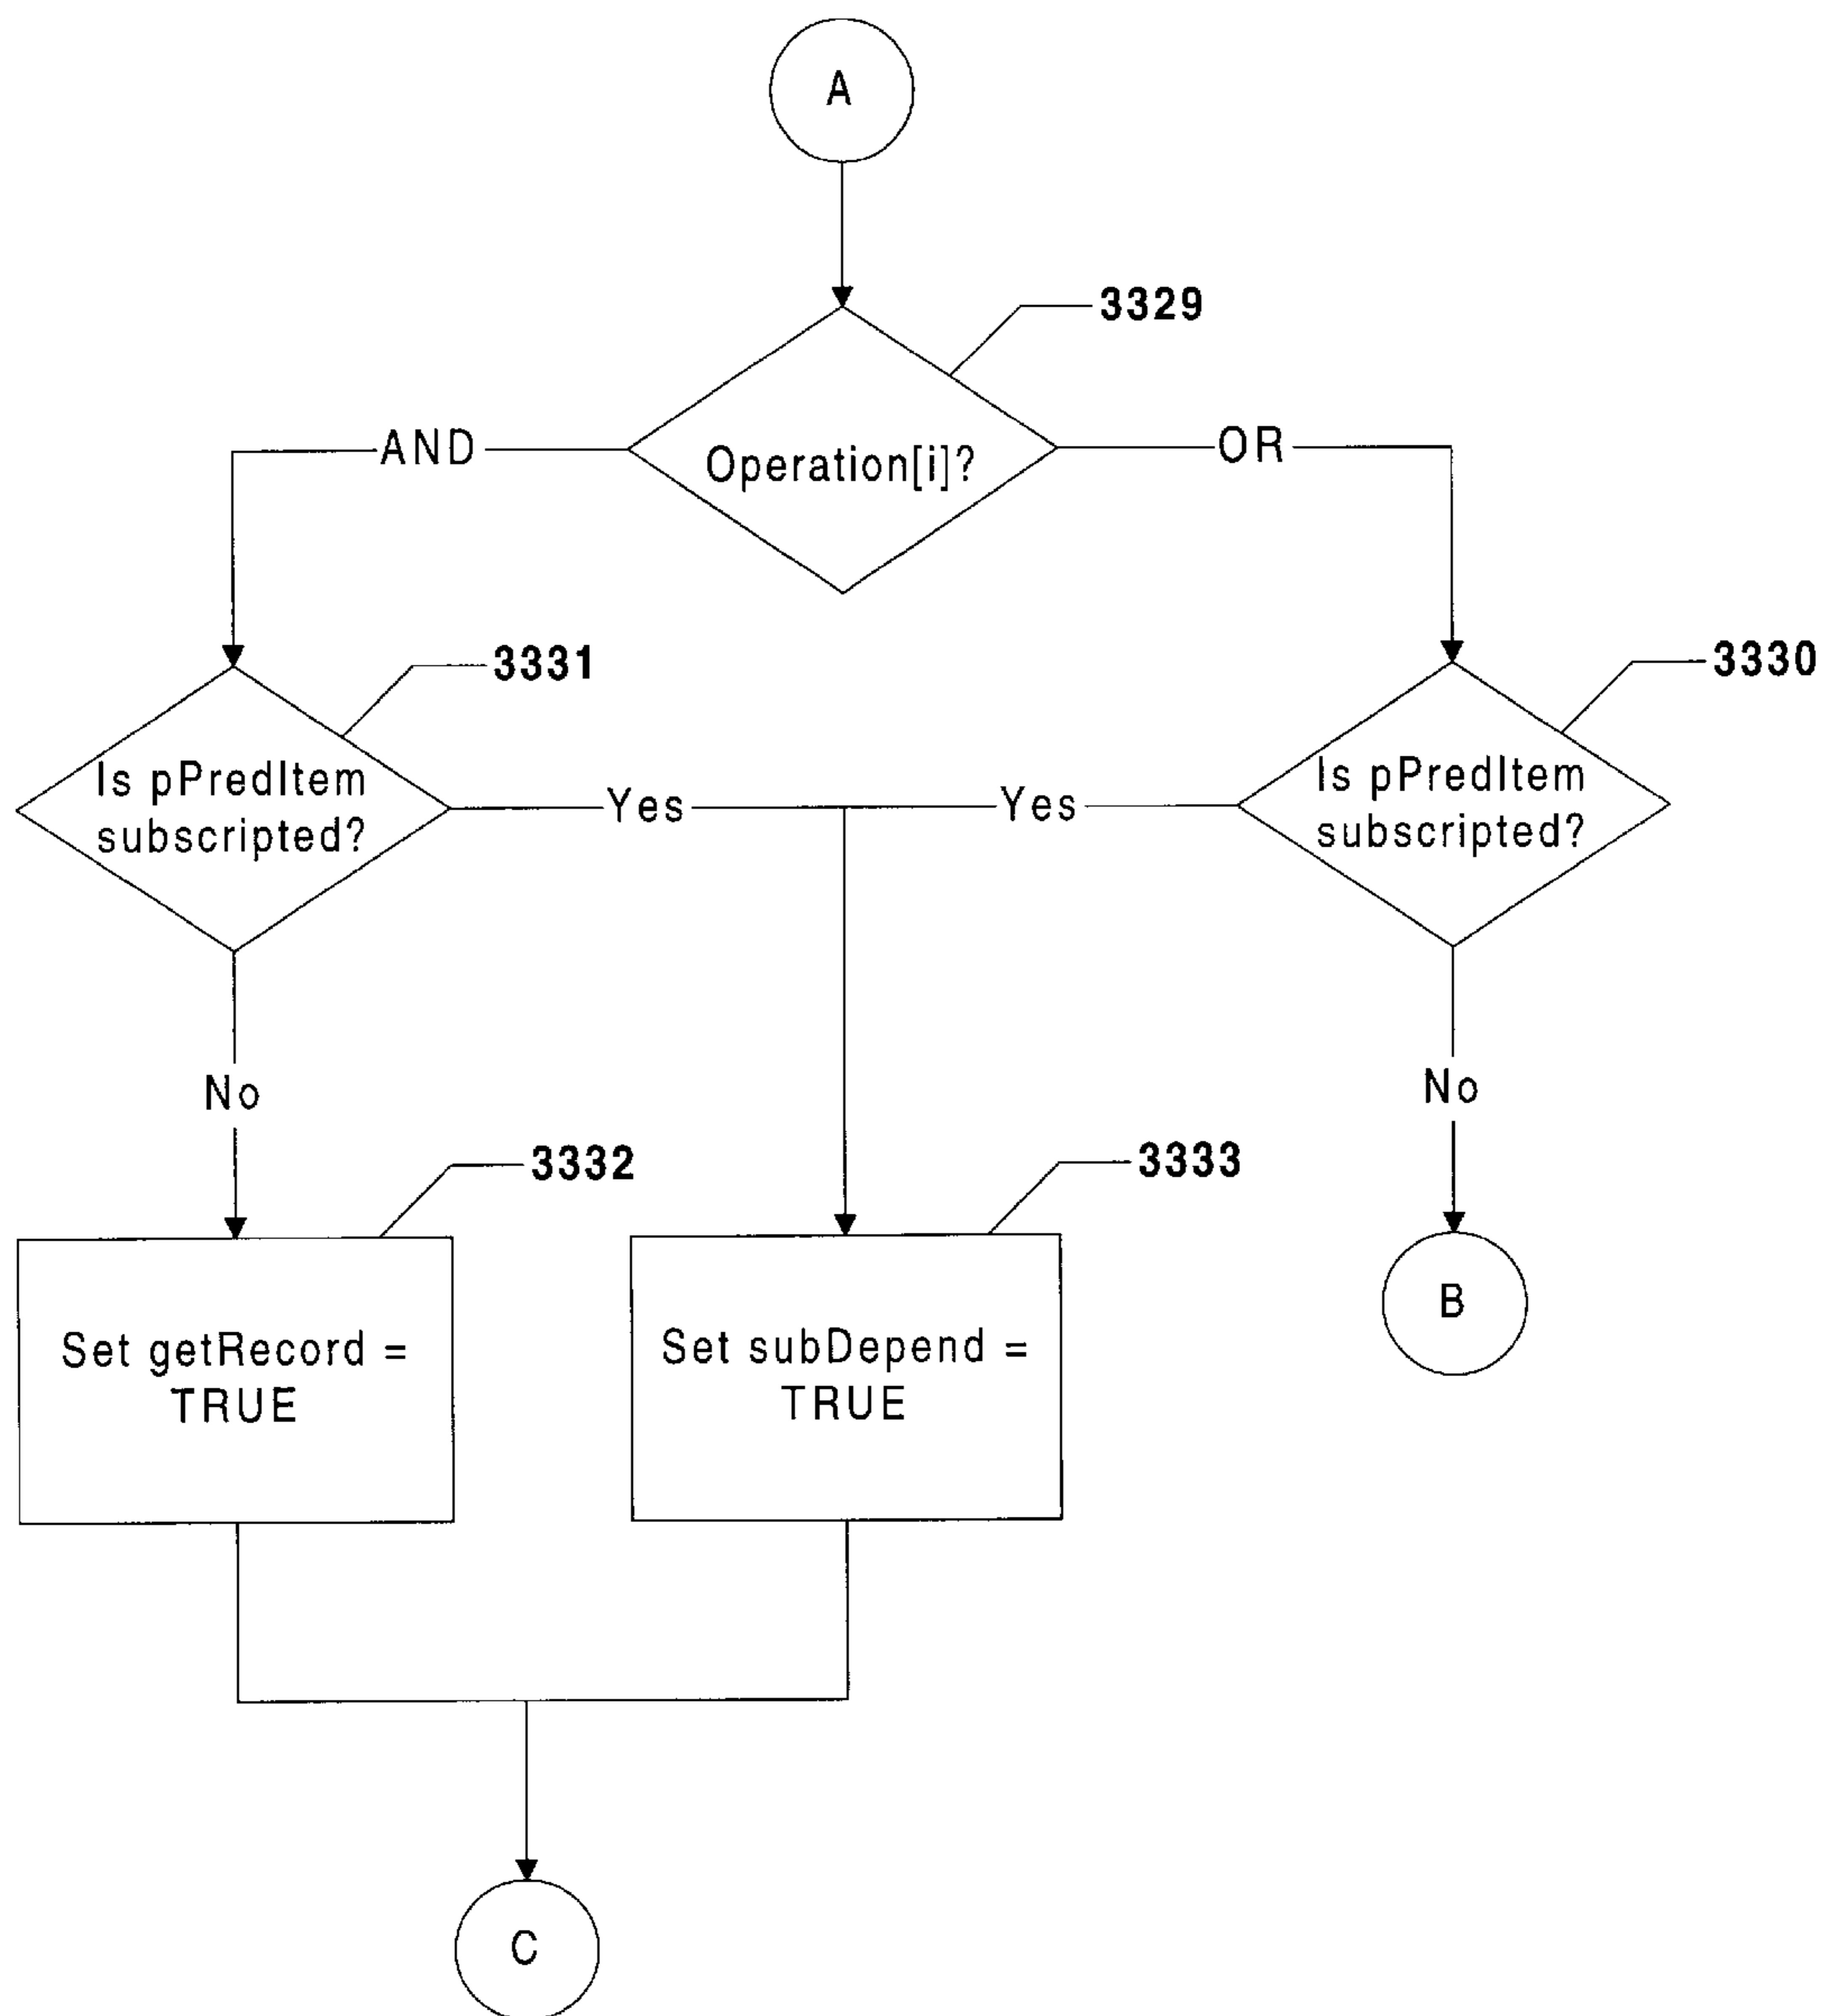 A
3329
Operation[i]?
AND
OR
3331
3330
Is pPredItem
subscripted?
Yes
Yes
Is pPredItem
subscripted?
No
No
3332
3333
Set getRecord =
TRUE
Set subDepend =
TRUE
B
C